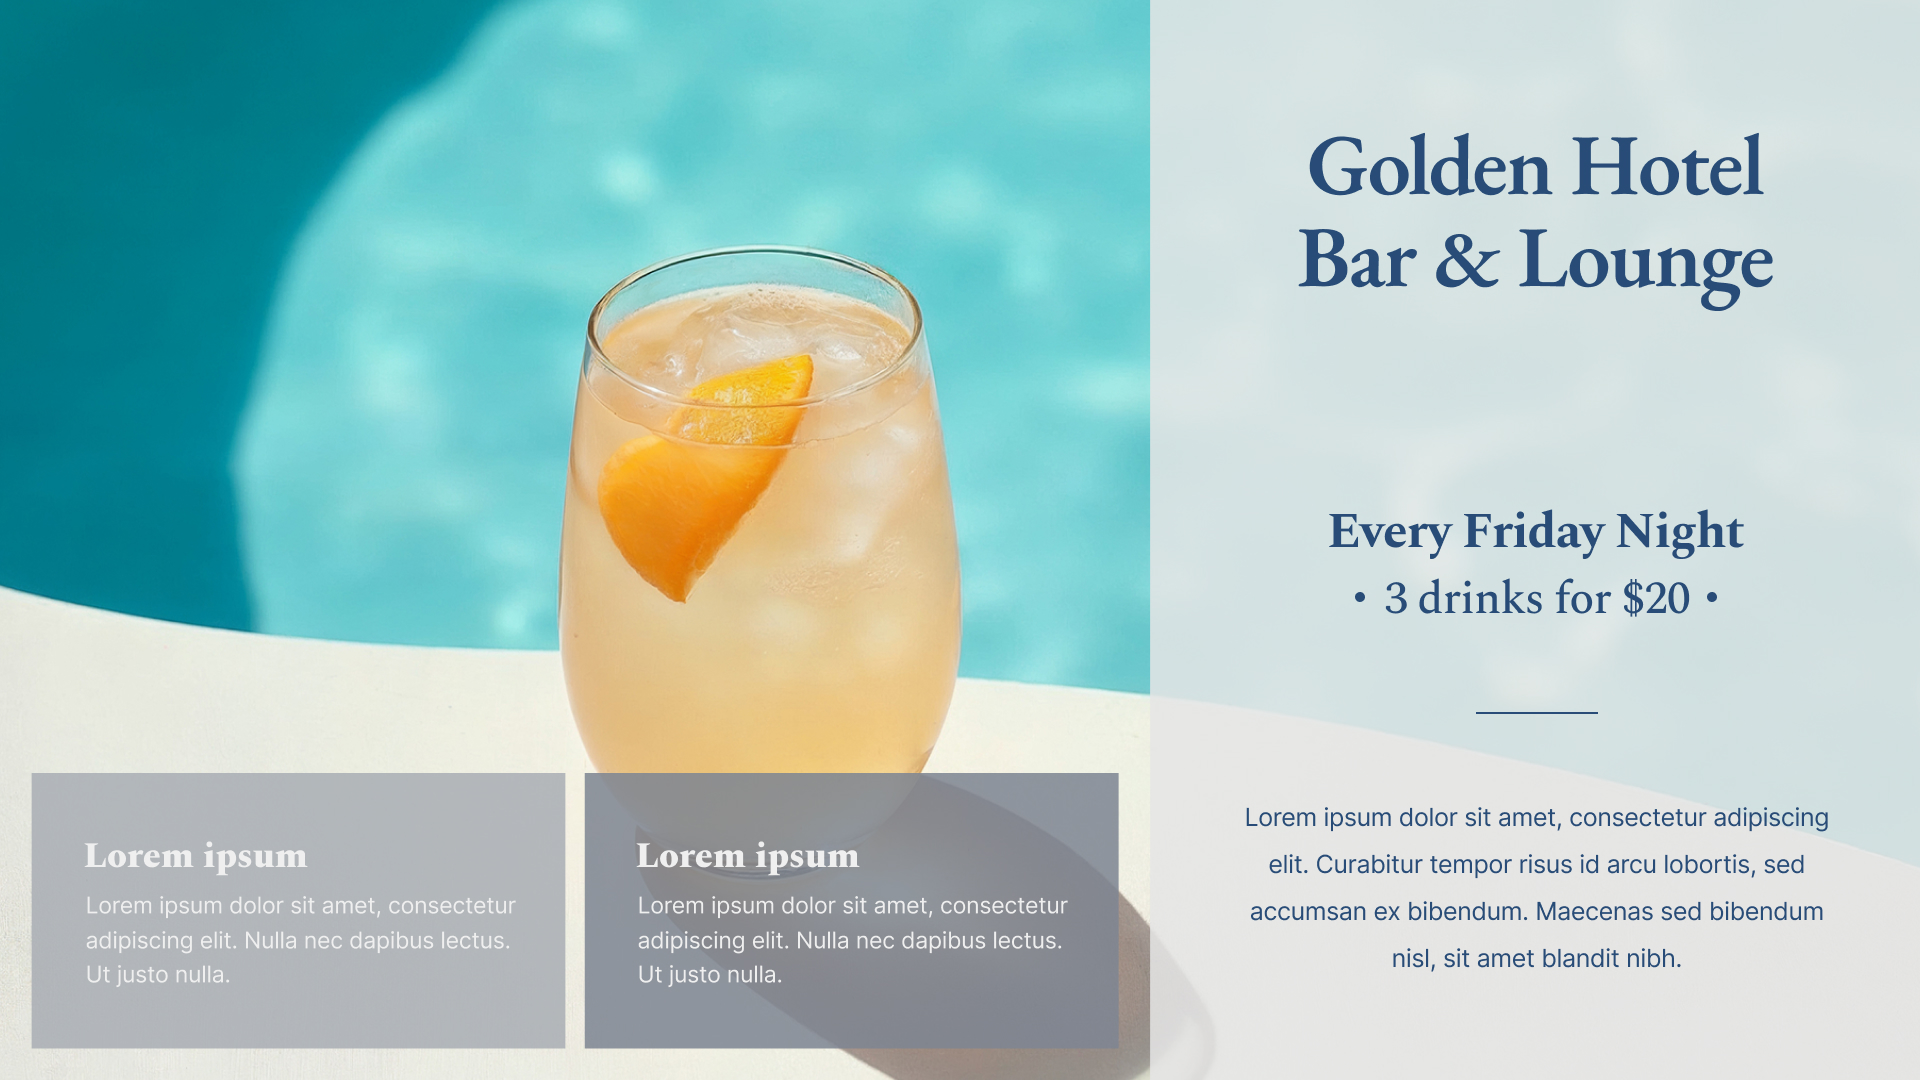 Golden Hotel
Bar & Lounge
Every Friday Night
• 3 drinks for $20 •
Lorem ipsum dolor sit amet, consectetur adipiscing
elit. Curabitur tempor risus id arcu lobortis, sed
accumsan ex bibendum. Maecenas sed bibendum
nisl, sit amet blandit nibh.
Lorem ipsum
Lorem ipsum dolor sit amet, consectetur
adipiscing elit. Nulla nec dapibus lectus.
Ut justo nulla.
Lorem ipsum
Lorem ipsum dolor sit amet, consectetur
adipiscing elit. Nulla nec dapibus lectus.
Ut justo nulla.